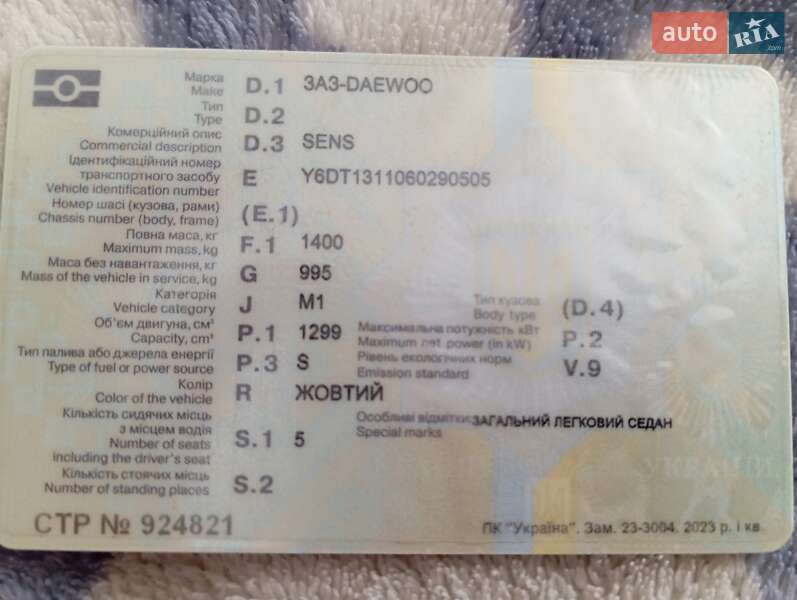 auto RIA .com
Марка
Make D.1 ЗАЗ-DAEWOO
Тип
Type D.2
Комерційний опис
Commercial description D.3 SENS
Ідентифікаційний номер
транспортного засобу
Vehicle identification number E Y6DT1311060290505
Номер шасі (кузова, рами)
Chassis number (body, frame) (E.1)
Повна маса, кг
Maximum mass, kg F.1 1400
Маса без навантаження, кг
Mass of the vehicle in service, kg G 995
Категорія
Vehicle category J M1
Тип кузова
Body type (D.4)
Об'єм двигуна, см³
Capacity, cm³ P.1 1299
Максимальна потужність кВт
Maximum net power (in kW) P.2
Тип палива або джерела енергії
Type of fuel or power source P.3 S
Рівень екологічних норм
Emission standard V.9
Колір
Color of the vehicle R ЖОВТИЙ
Кількість сидячих місць
з місцем водія
Number of seats
including the driver's seat S.1 5
Особливі відмітки ЗАГАЛЬНИЙ ЛЕГКОВИЙ СЕДАН
Special marks
Кількість стоячих місць
Number of standing places S.2
УКРАЇНИ
СТР № 924821
ПК "Україна". Зам. 23-3004. 2023 р. I кв.